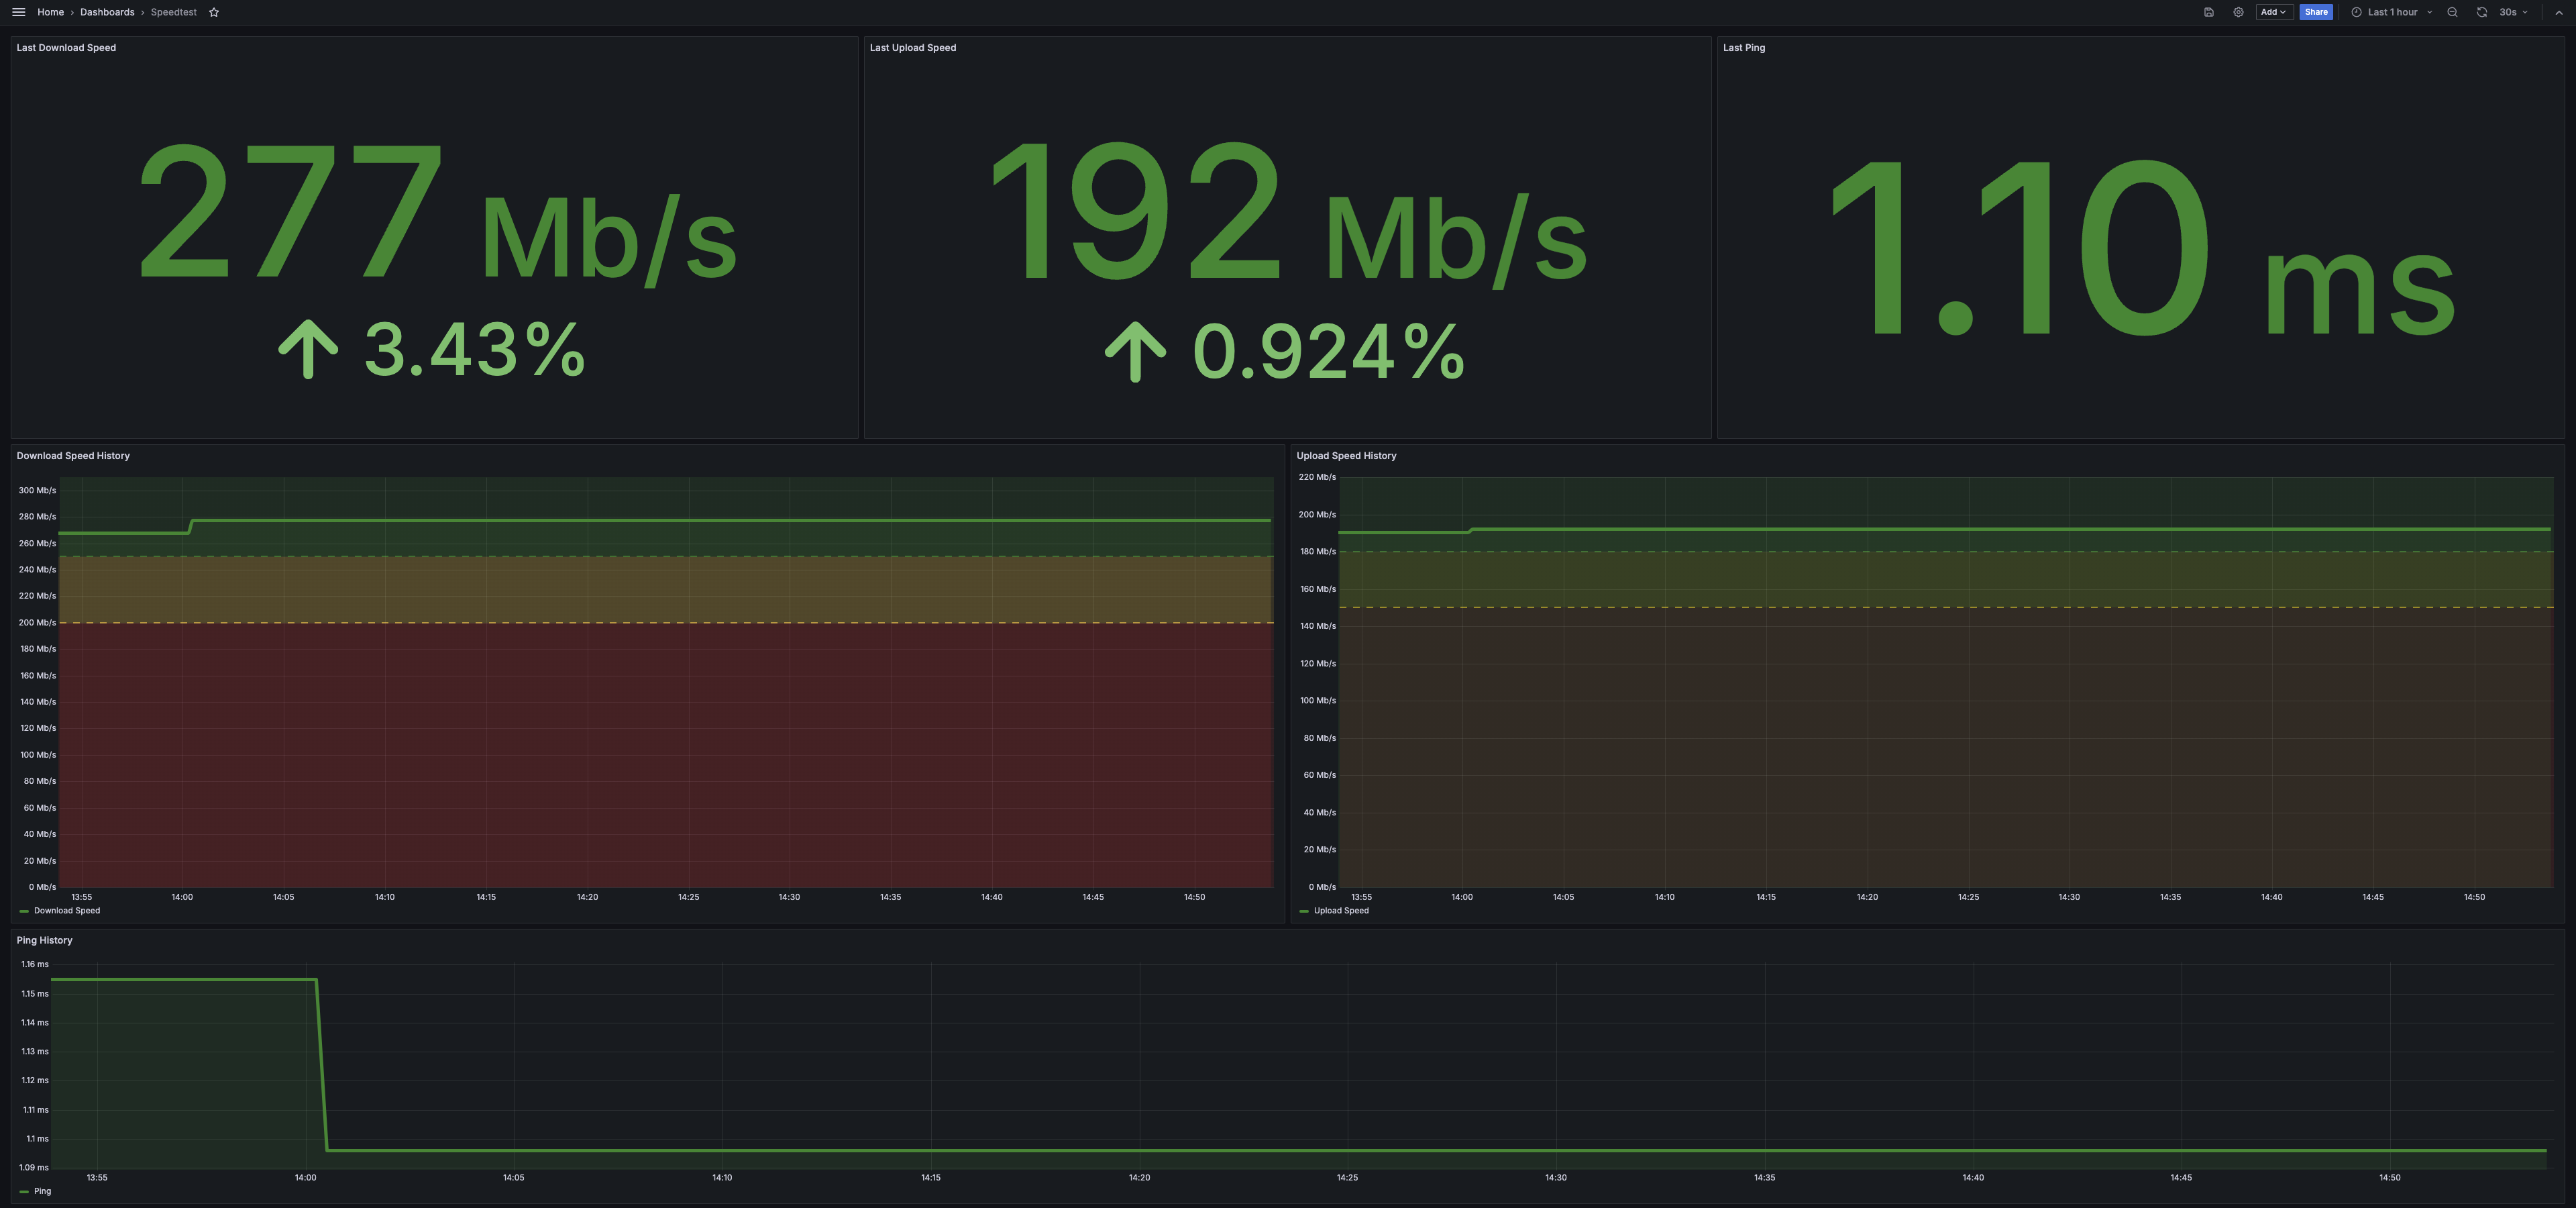 Home › Dashboards › Speedtest
Add
Share
Last 1 hour
30s
Last Download Speed
277 Mb/s
3.43%
Last Upload Speed
192 Mb/s
0.924%
Last Ping
1.10 ms
Download Speed History
300 Mb/s
280 Mb/s
260 Mb/s
240 Mb/s
220 Mb/s
200 Mb/s
180 Mb/s
160 Mb/s
140 Mb/s
120 Mb/s
100 Mb/s
80 Mb/s
60 Mb/s
40 Mb/s
20 Mb/s
0 Mb/s
13:55 14:00 14:05 14:10 14:15 14:20 14:25 14:30 14:35 14:40 14:45 14:50
Download Speed
Upload Speed History
220 Mb/s
200 Mb/s
180 Mb/s
160 Mb/s
140 Mb/s
120 Mb/s
100 Mb/s
80 Mb/s
60 Mb/s
40 Mb/s
20 Mb/s
0 Mb/s
13:55 14:00 14:05 14:10 14:15 14:20 14:25 14:30 14:35 14:40 14:45 14:50
Upload Speed
Ping History
1.16 ms
1.15 ms
1.14 ms
1.13 ms
1.12 ms
1.11 ms
1.1 ms
1.09 ms
13:55 14:00 14:05 14:10 14:15 14:20 14:25 14:30 14:35 14:40 14:45 14:50
Ping